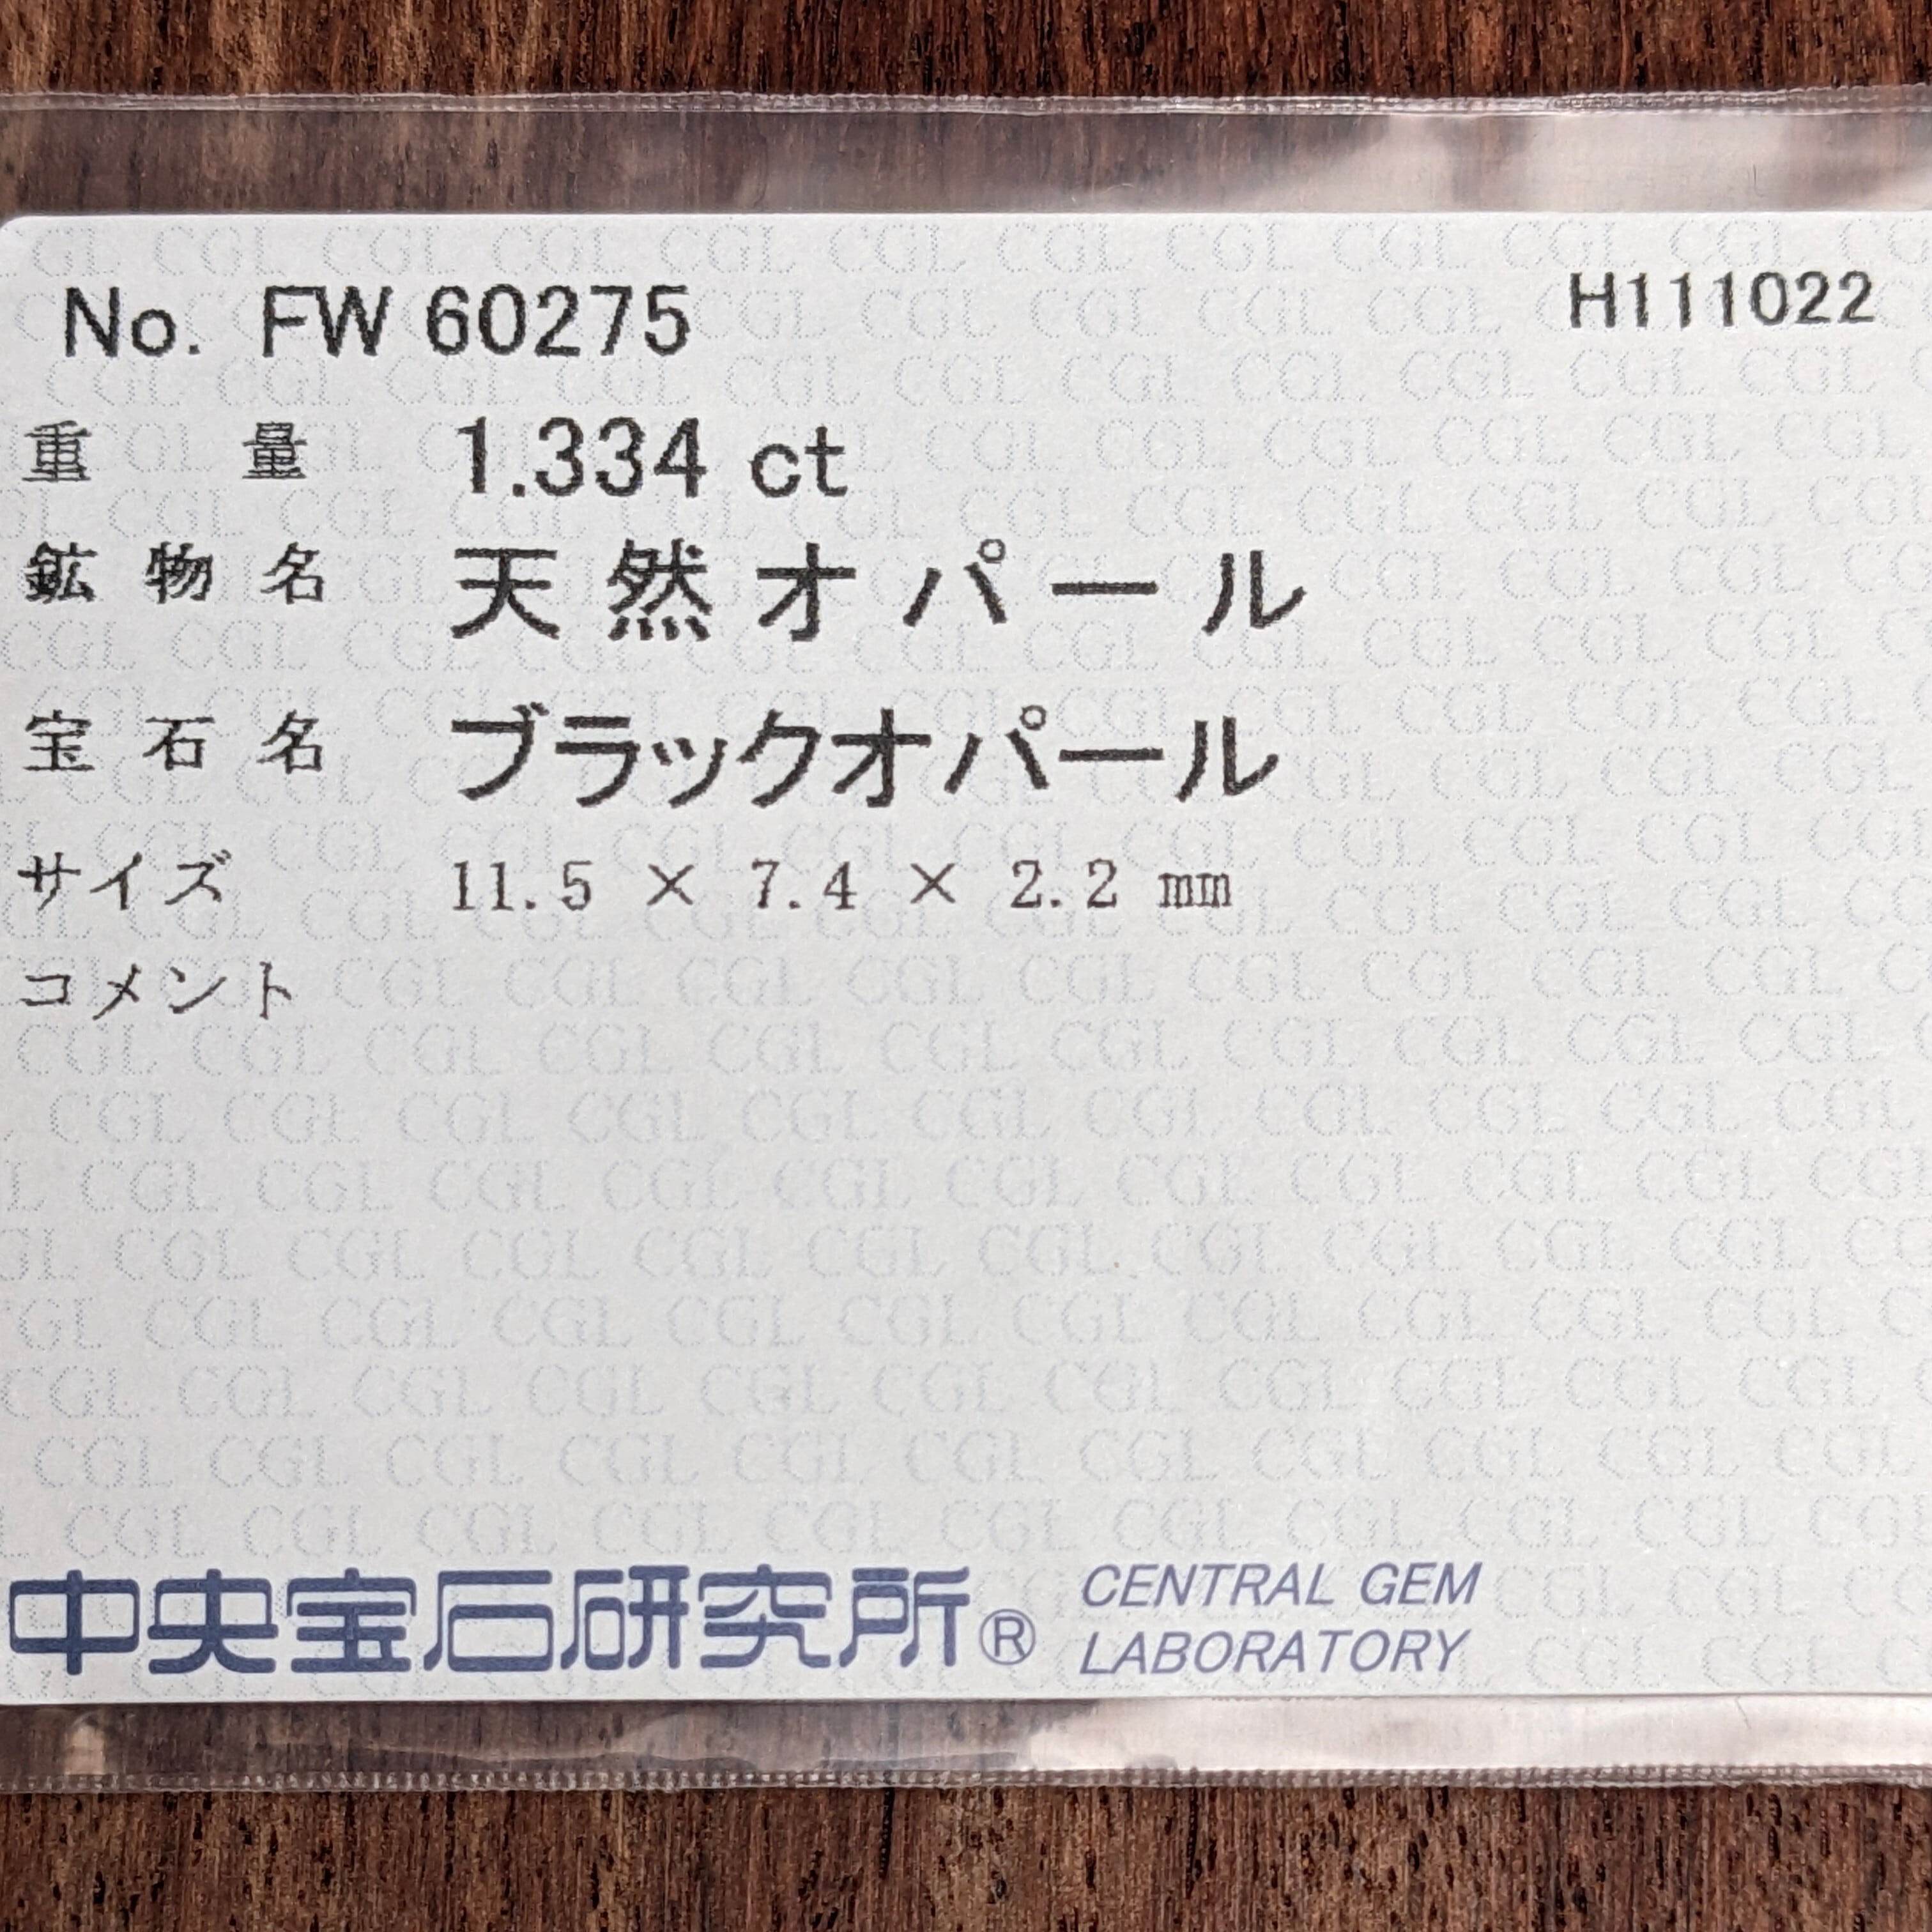 No. FW 60275 H111022
重量 1.334 ct
鉱物名 天然オパール
宝石名 ブラックオパール
サイズ 11.5 × 7.4 × 2.2 mm
コメント
中央宝石研究所® CENTRAL GEM
LABORATORY